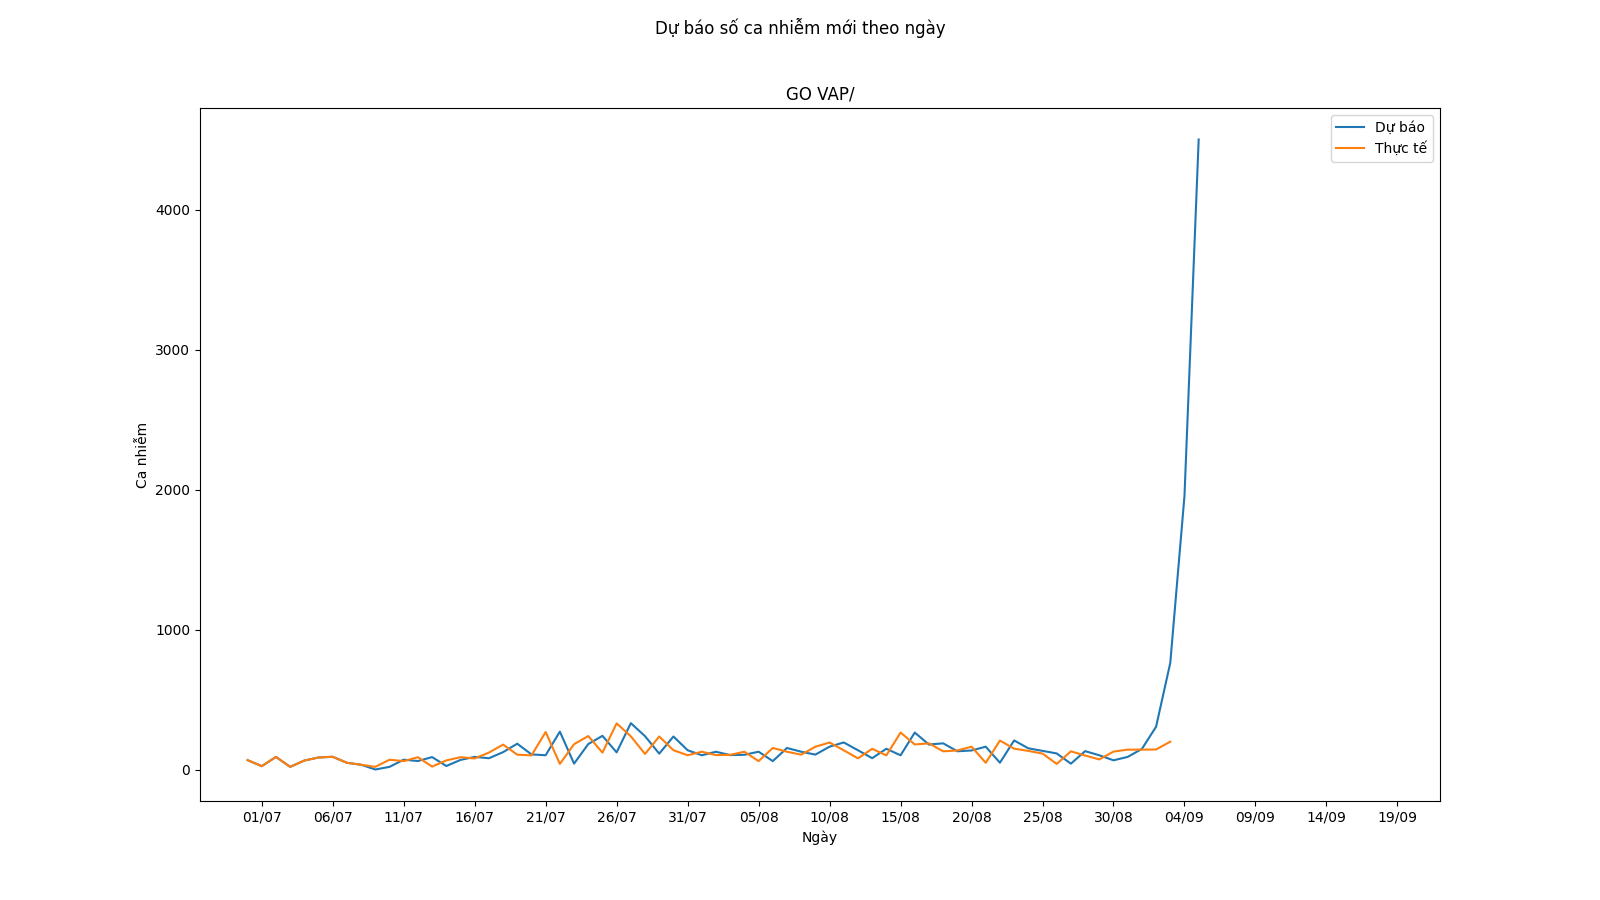 Dự báo số ca nhiễm mới theo ngày
GO VAP/
Dự báo
Thực tế
4000
3000
2000
1000
0
Ca nhiễm
01/07 06/07 11/07 16/07 21/07 26/07 31/07 05/08 10/08 15/08 20/08 25/08 30/08 04/09 09/09 14/09 19/09
Ngày